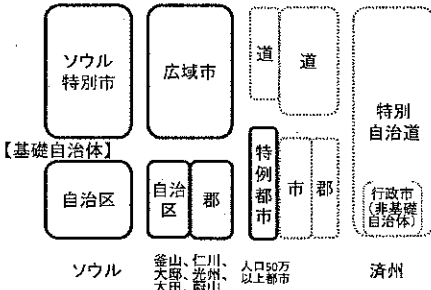 ソウル
特別市
広域市
道
道
特別
自治道
【基礎自治体】
自治区
自治
区
郡
特例都市
市
郡
行政市
(非基礎
自治体)
ソウル
釜山、仁川、
大邱、光州、
大田、蔚山
人口50万
以上都市
済州